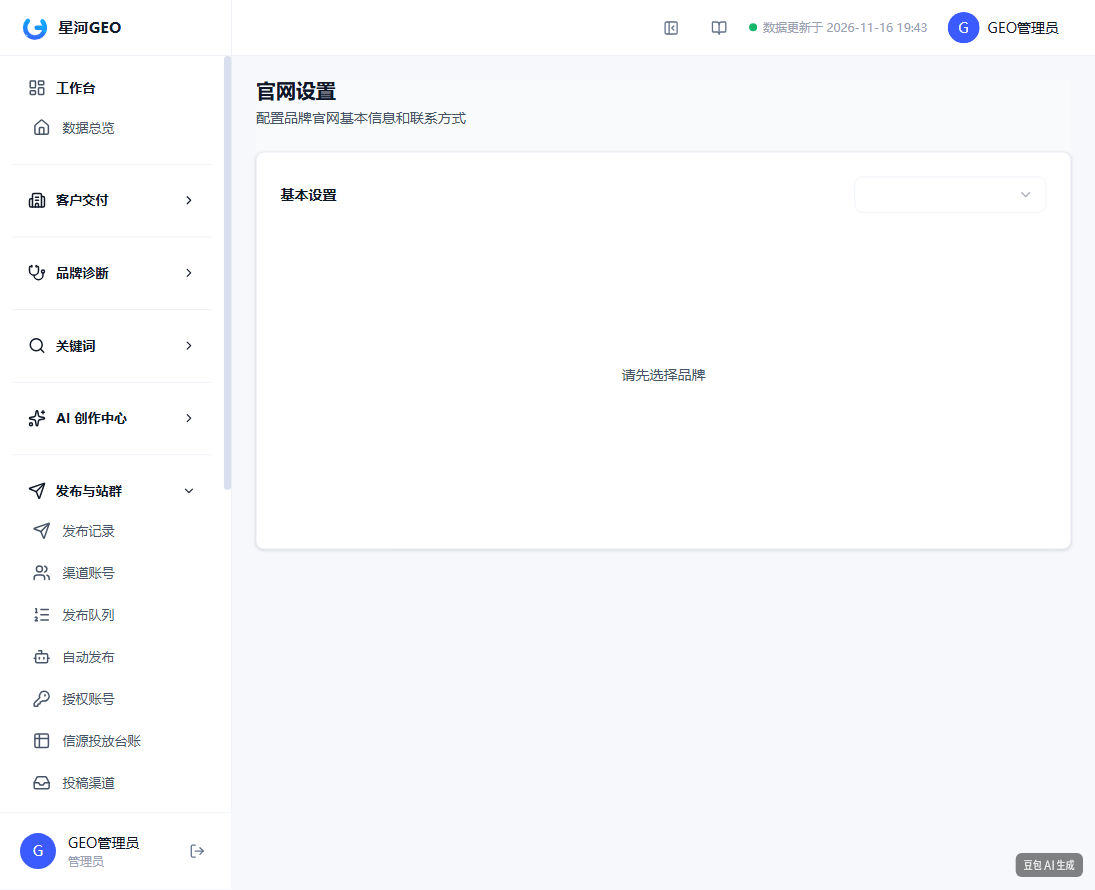 星河GEO
数据更新于 2026-11-16 19:43
G
GEO管理员
工作台
数据总览
客户交付
品牌诊断
关键词
AI 创作中心
发布与站群
发布记录
渠道账号
发布队列
自动发布
授权账号
信源投放台账
投稿渠道
G
GEO管理员
管理员
官网设置
配置品牌官网基本信息和联系方式
基本设置
请先选择品牌
豆包 AI 生成